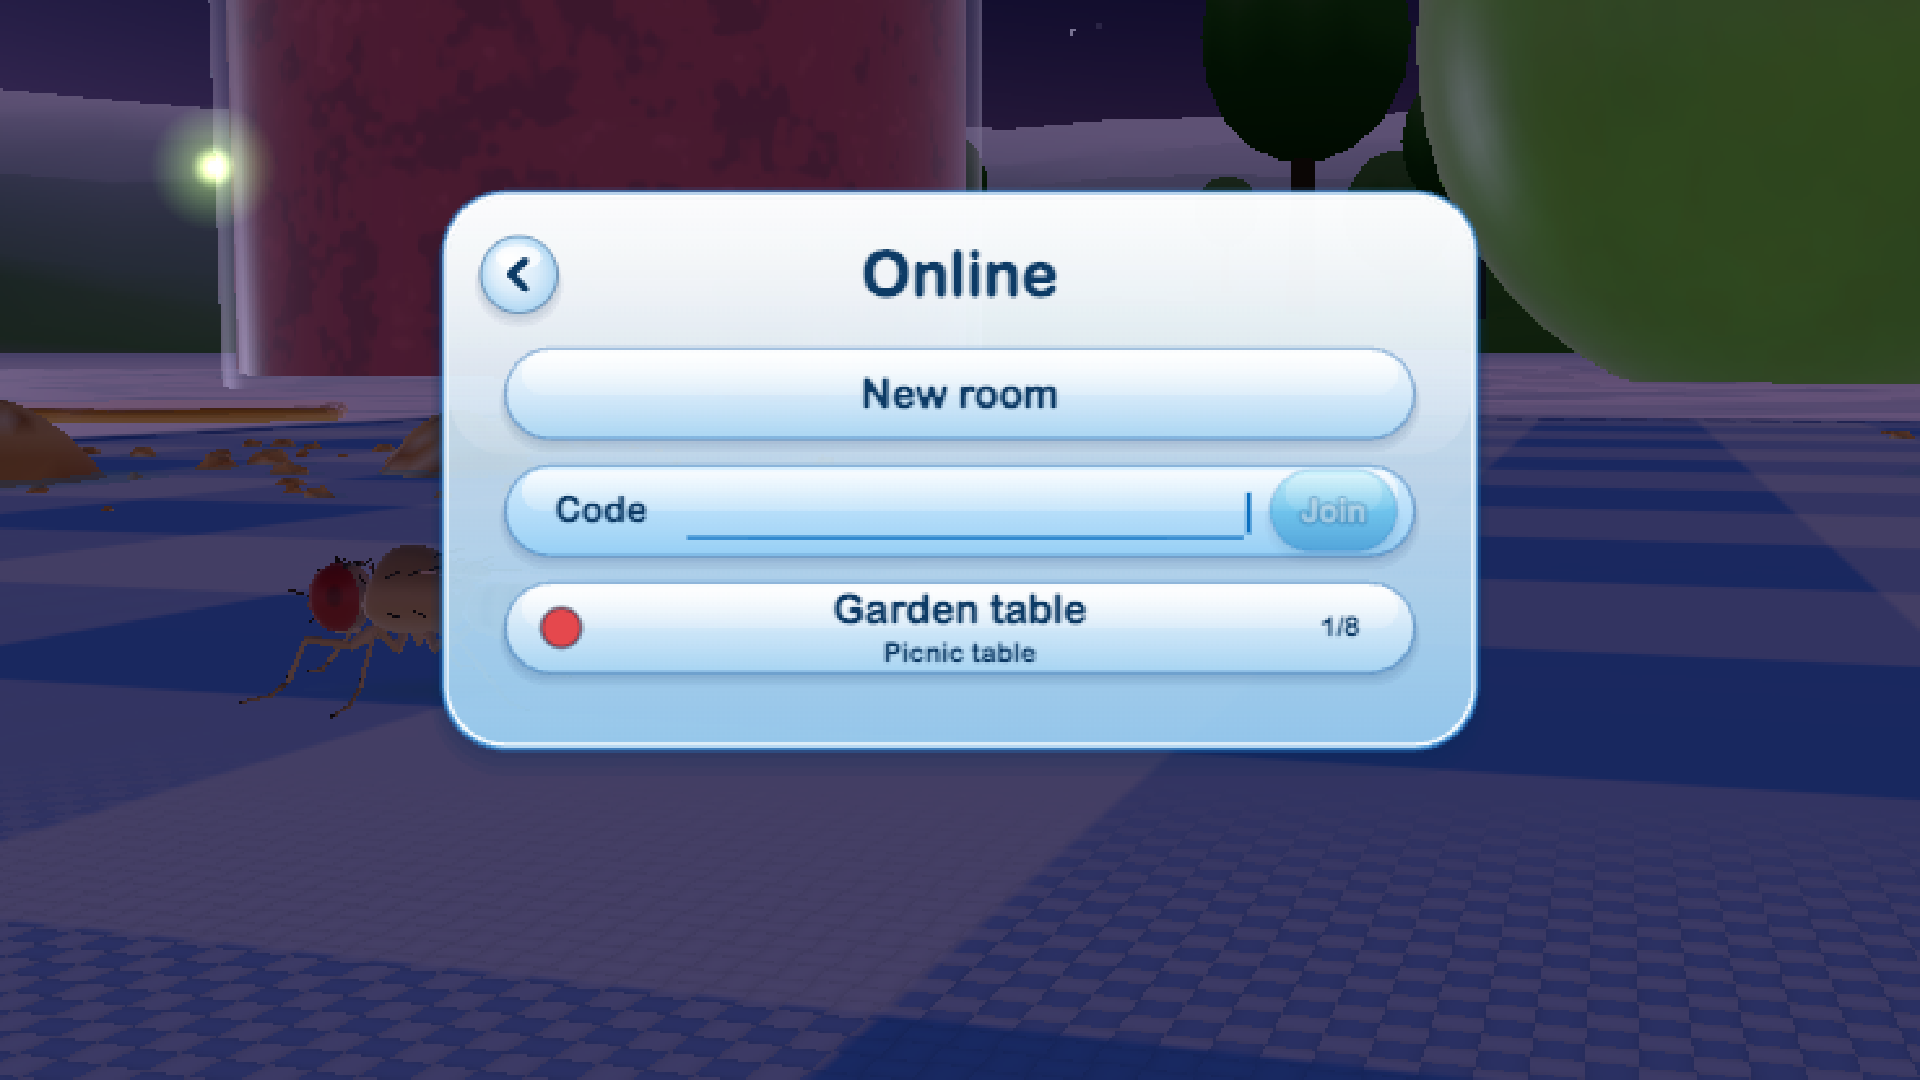 Online
New room
Code
Join
Garden table
1/8
Picnic table